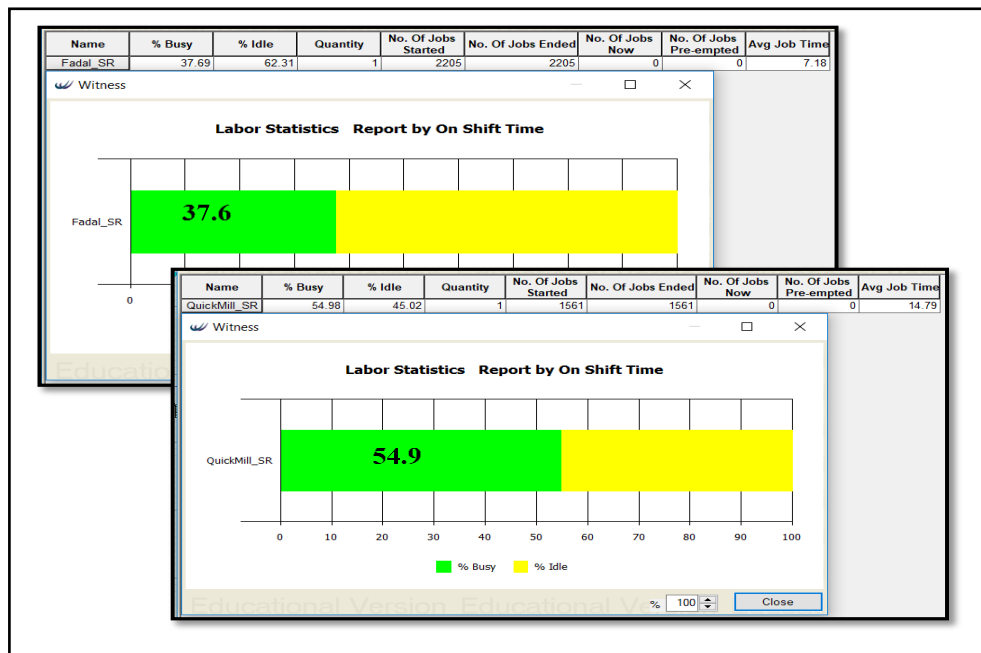 Name % Busy % Idle Quantity No. Of Jobs Started No. Of Jobs Ended No. Of Jobs Now No. Of Jobs Pre-empted Avg Job Time
Fadal_SR 37.69 62.31 1 2205 2205 0 0 7.18
Witness
Labor Statistics Report by On Shift Time
37.6
Fadal_SR
0
Name % Busy % Idle Quantity No. Of Jobs Started No. Of Jobs Ended No. Of Jobs Now No. Of Jobs Pre-empted Avg Job Time
QuickMill_SR 54.98 45.02 1 1561 1561 0 0 14.79
Witness
Labor Statistics Report by On Shift Time
54.9
QuickMill_SR
0 10 20 30 40 50 60 70 80 90 100
% Busy % Idle
Educational Version Educational
% 100 Close